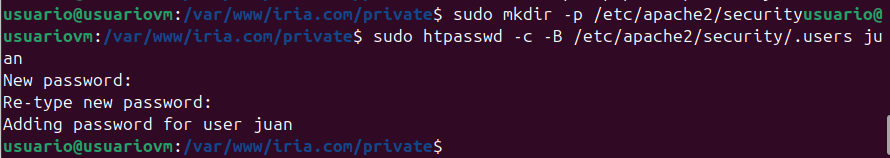 usuario@usuariovm:/var/www/iria.com/private$ sudo mkdir -p /etc/apache2/securityusuario@
usuariovm:/var/www/iria.com/private$ sudo htpasswd -c -B /etc/apache2/security/.users ju
an
New password:
Re-type new password:
Adding password for user juan
usuario@usuariovm:/var/www/iria.com/private$